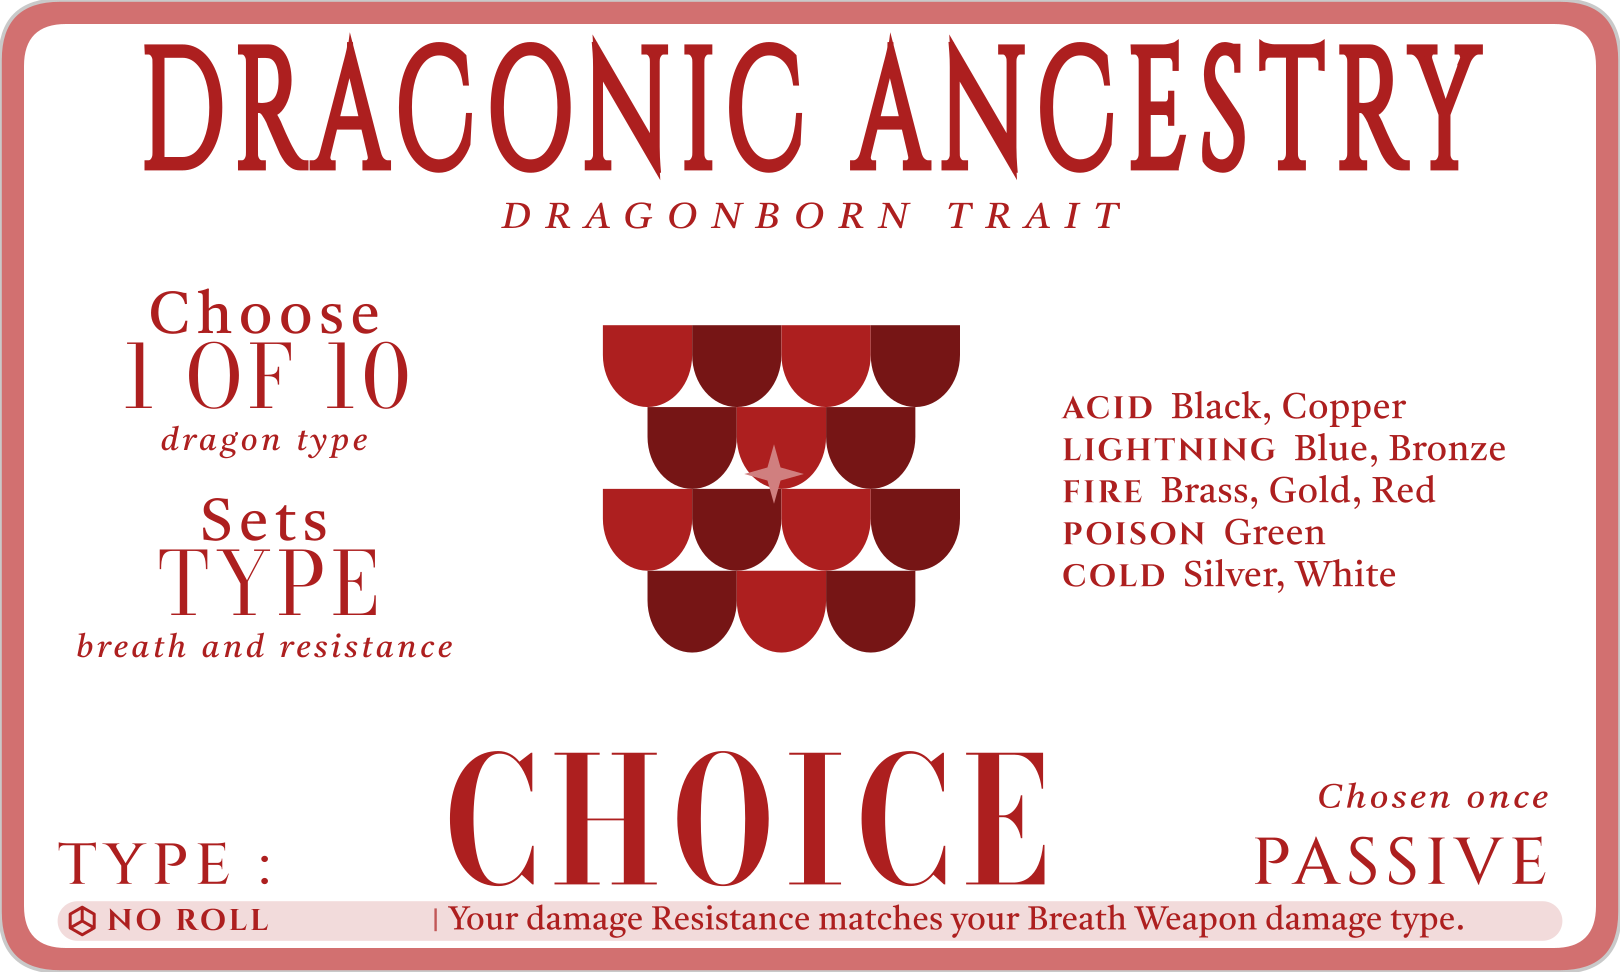 DRACONIC ANCESTRY
DRAGONBORN TRAIT
Choose
1 OF 10
dragon type
Sets
TYPE
breath and resistance
ACID Black, Copper
LIGHTNING Blue, Bronze
FIRE Brass, Gold, Red
POISON Green
COLD Silver, White
TYPE :
CHOICE
Chosen once
PASSIVE
NO ROLL | Your damage Resistance matches your Breath Weapon damage type.